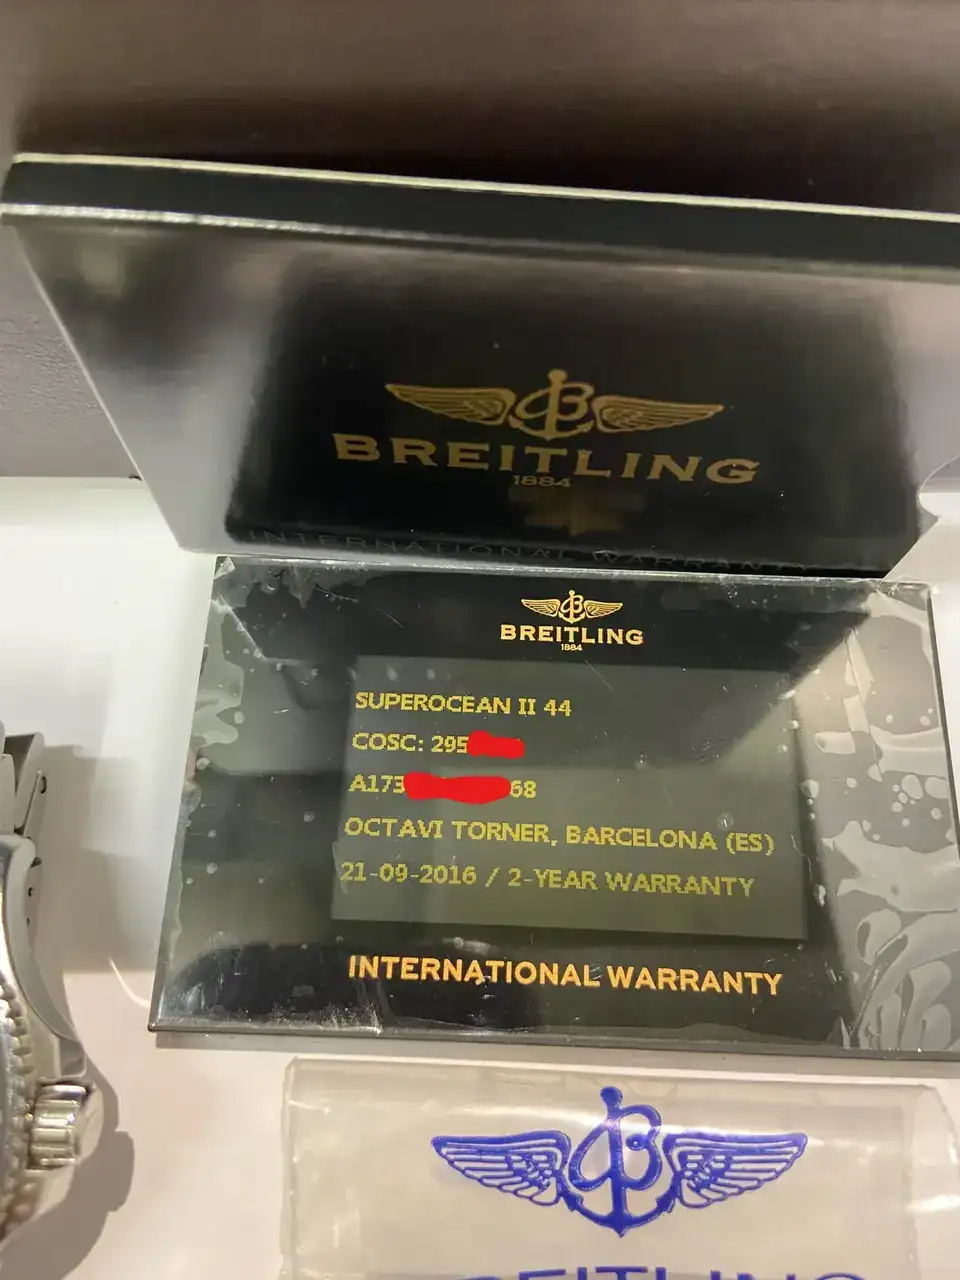 BREITLING
1884
INTERNATIONAL WARRANTY
BREITLING
1884
SUPEROCEAN II 44
COSC: 295
A173 68
OCTAVI TORNER, BARCELONA (ES)
21-09-2016 / 2-YEAR WARRANTY
INTERNATIONAL WARRANTY
BREITLING